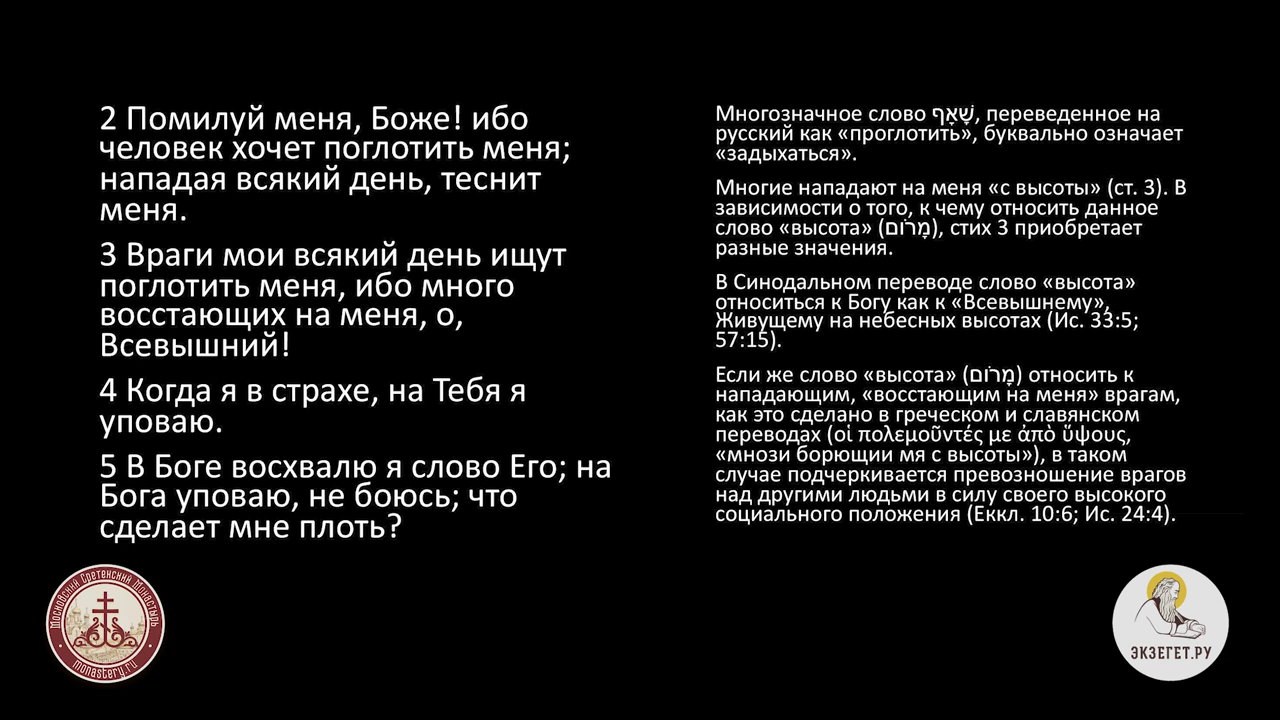 2 Помилуй меня, Боже! ибо
человек хочет поглотить меня;
нападая всякий день, теснит
меня.
3 Враги мои всякий день ищут
поглотить меня, ибо много
восстающих на меня, о,
Всевышний!
4 Когда я в страхе, на Тебя я
уповаю.
5 В Боге восхвалю я слово Его; на
Бога уповаю, не боюсь; что
сделает мне плоть?
Многозначное слово שָׁאַף, переведенное на
русский как «проглотить», буквально означает
«задыхаться».
Многие нападают на меня «с высоты» (ст. 3). В
зависимости о того, к чему относить данное
слово «высота» (מָרוֹם), стих 3 приобретает
разные значения.
В Синодальном переводе слово «высота»
относиться к Богу как к «Всевышнему»,
Живущему на небесных высотах (Ис. 33:5;
57:15).
Если же слово «высота» (מָרוֹם) относить к
нападающим, «восстающим на меня» врагам,
как это сделано в греческом и славянском
переводах (οἱ πολεμοῦντές με ἀπὸ ὕψους,
«мнози борющии мя с высоты»), в таком
случае подчеркивается превозношение врагов
над другими людьми в силу своего высокого
социального положения (Еккл. 10:6; Ис. 24:4).
Московский Сретенский Монастырь
monastery.ru
ЭКЗЕГЕТ.РУ